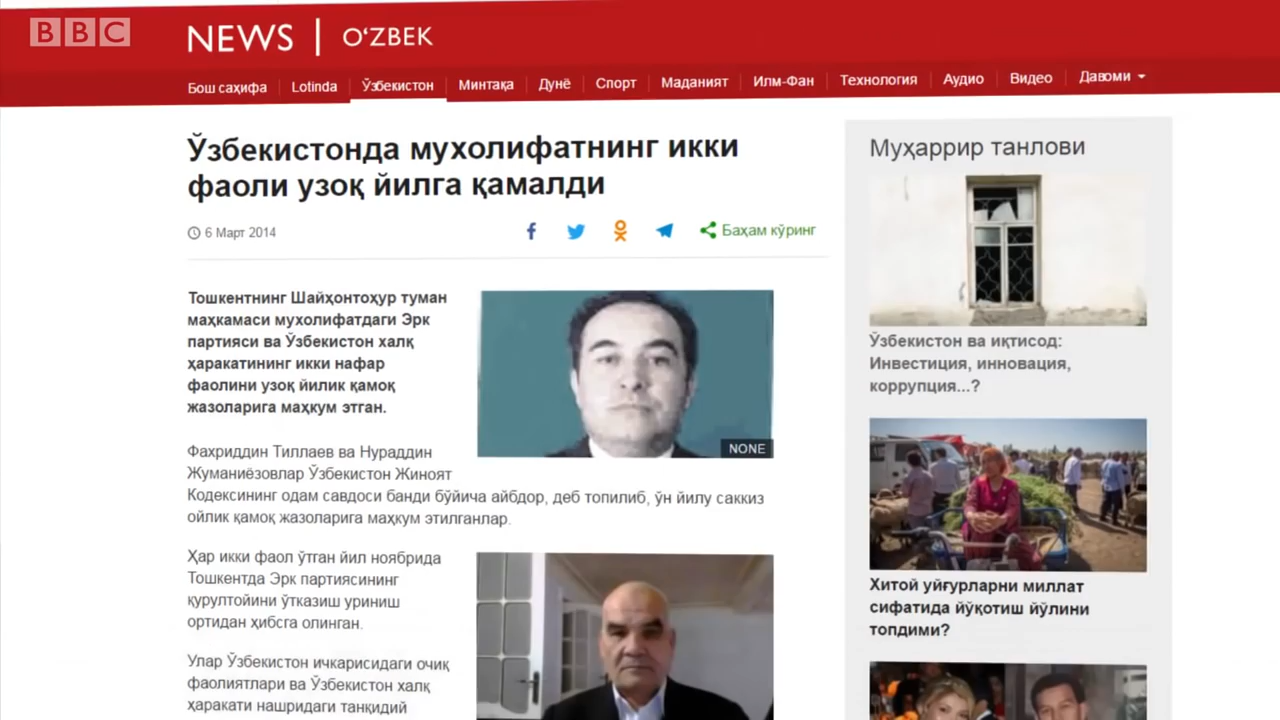 BBC
NEWS | O‘ZBEK
Бош саҳифа
Lotinda
Ўзбекистон
Минтақа
Дунё
Спорт
Маданият
Илм-Фан
Технология
Аудио
Видео
Давоми
Ўзбекистонда мухолифатнинг икки
фаоли узоқ йилга қамалди
6 Март 2014
Баҳам кўринг
Тошкентнинг Шайҳонтоҳур туман
маҳкамаси мухолифатдаги Эрк
партияси ва Ўзбекистон халқ
ҳаракатининг икки нафар
фаолини узоқ йилик қамоқ
жазоларига маҳкум этган.
NONE
Фахриддин Тиллаев ва Нураддин
Жуманиёзовлар Ўзбекистон Жиноят
Кодексининг одам савдоси банди бўйича айбдор, деб топилиб, ўн йилу саккиз
ойлик қамоқ жазоларига маҳкум этилганлар.
Ҳар икки фаол ўтган йил ноябрида
Тошкентда Эрк партиясининг
қурултойини ўтказиш уриниш
ортидан ҳибсга олинган.
Улар Ўзбекистон ичкарисидаги очиқ
фаолиятлари ва Ўзбекистон халқ
ҳаракати нашридаги танқидий
Муҳаррир танлови
Ўзбекистон ва иқтисод:
Инвестиция, инновация,
коррупция...?
Хитой уйғурларни миллат
сифатида йўқотиш йўлини
топдими?